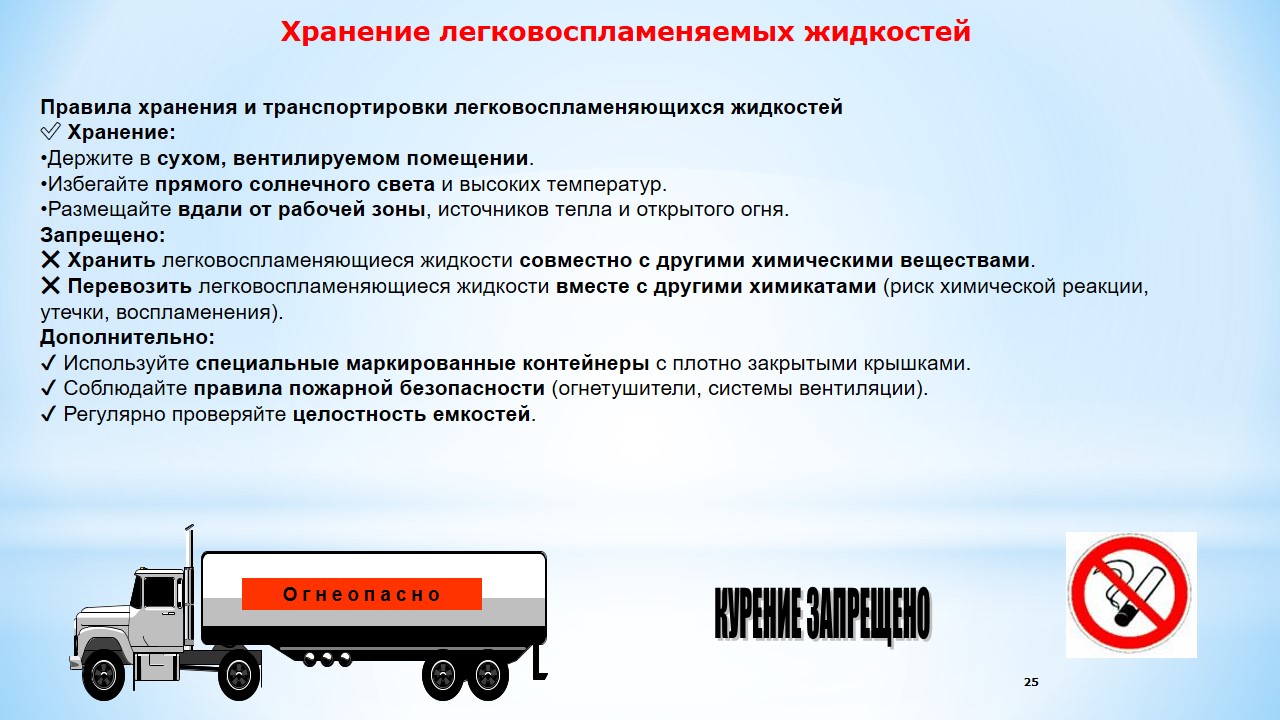 Хранение легковоспламеняемых жидкостей
Правила хранения и транспортировки легковоспламеняющихся жидкостей
✅ Хранение:
•Держите в сухом, вентилируемом помещении.
•Избегайте прямого солнечного света и высоких температур.
•Размещайте вдали от рабочей зоны, источников тепла и открытого огня.
Запрещено:
❌ Хранить легковоспламеняющиеся жидкости совместно с другими химическими веществами.
❌ Перевозить легковоспламеняющиеся жидкости вместе с другими химикатами (риск химической реакции,
утечки, воспламенения).
Дополнительно:
✔ Используйте специальные маркированные контейнеры с плотно закрытыми крышками.
✔ Соблюдайте правила пожарной безопасности (огнетушители, системы вентиляции).
✔ Регулярно проверяйте целостность емкостей.
Огнеопасно
КУРЕНИЕ ЗАПРЕЩЕНО
25